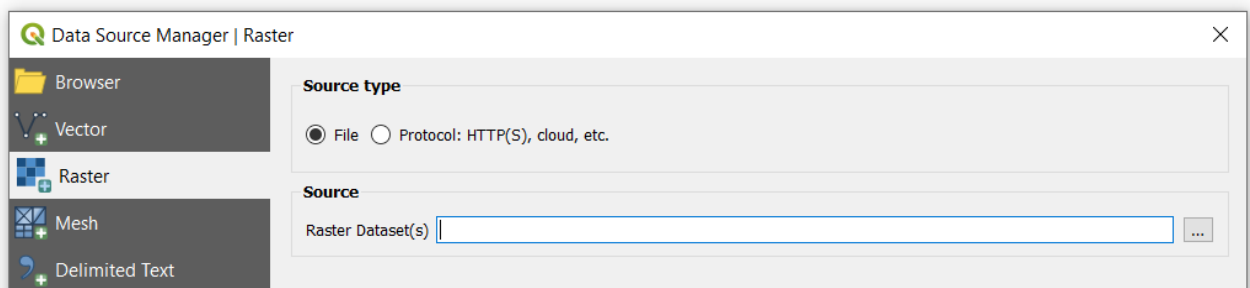 Data Source Manager | Raster
Browser
Vector
Raster
Mesh
Delimited Text
Source type
File Protocol: HTTP(S), cloud, etc.
Source
Raster Dataset(s) ...